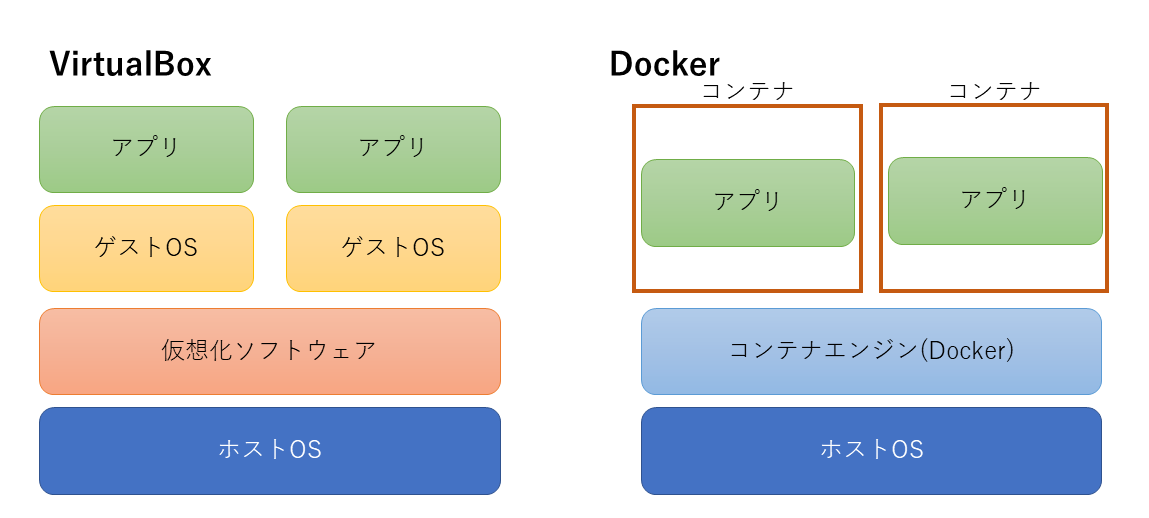 VirtualBox
アプリ
アプリ
ゲストOS
ゲストOS
仮想化ソフトウェア
ホストOS
Docker
コンテナ
コンテナ
アプリ
アプリ
コンテナエンジン(Docker)
ホストOS